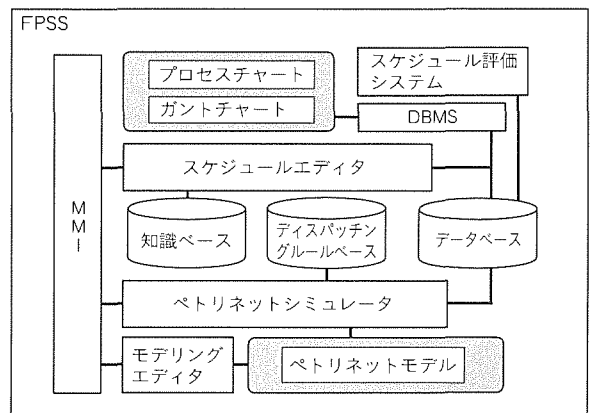 FPSS
プロセスチャート
ガントチャート
スケジュール評価
システム
DBMS
スケジュールエディタ
MMI
知識ベース
ディスパッチン
グルールベース
データベース
ペトリネットシミュレータ
モデリング
エディタ
ペトリネットモデル